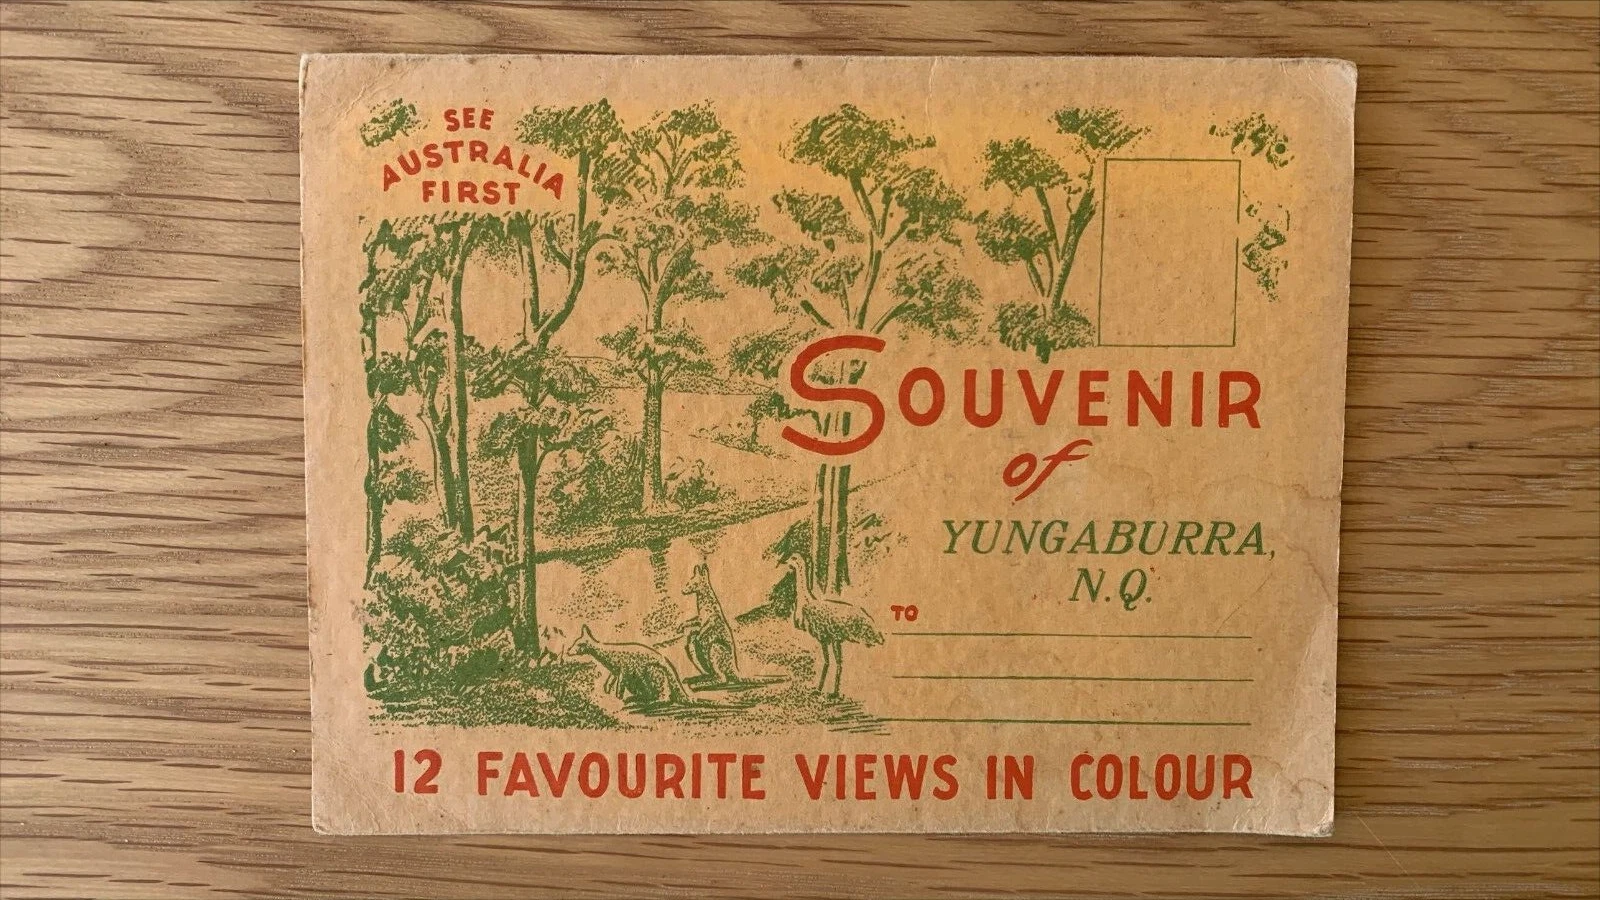 SEE
AUSTRALIA
FIRST
SOUVENIR
of
YUNGABURRA,
N.Q.
TO
12 FAVOURITE VIEWS IN COLOUR